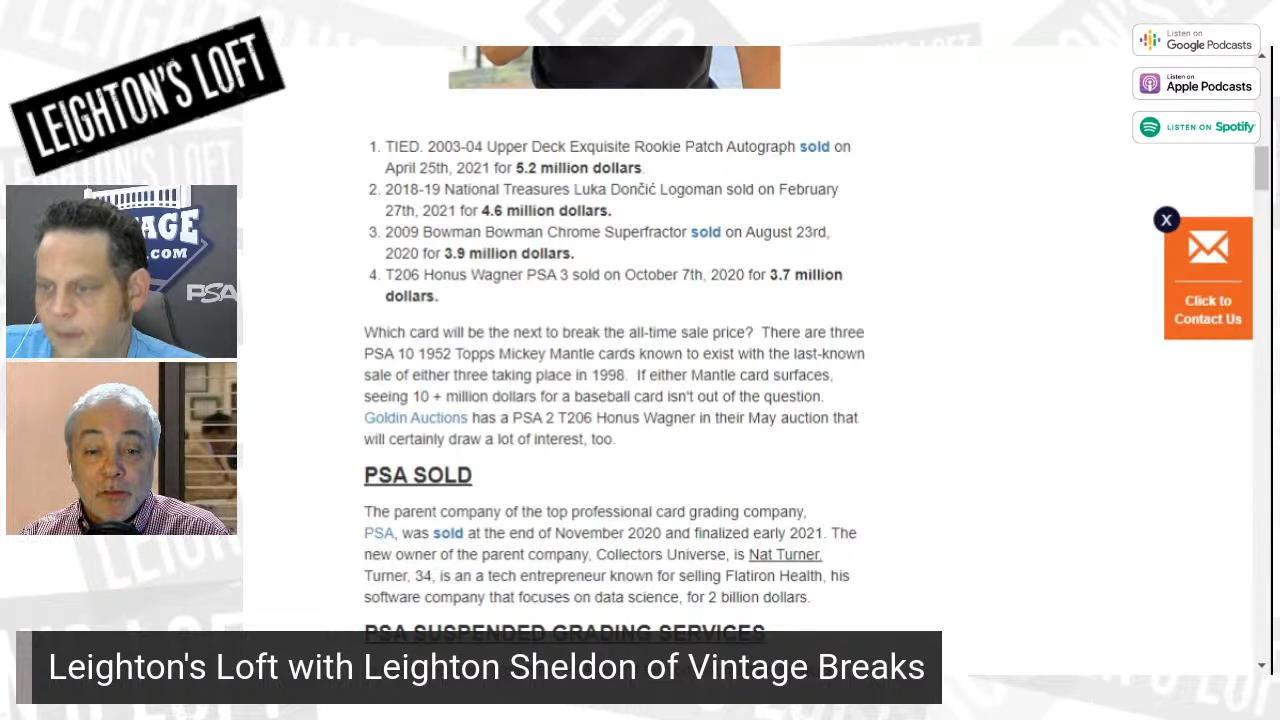 LEIGHTON'S LOFT
Listen on
Google Podcasts
Listen on
Apple Podcasts
LISTEN ON Spotify
.COM
PSA
1. TIED. 2003-04 Upper Deck Exquisite Rookie Patch Autograph sold on
April 25th, 2021 for 5.2 million dollars.
2. 2018-19 National Treasures Luka Dončić Logoman sold on February
27th, 2021 for 4.6 million dollars.
3. 2009 Bowman Bowman Chrome Superfractor sold on August 23rd,
2020 for 3.9 million dollars.
4. T206 Honus Wagner PSA 3 sold on October 7th, 2020 for 3.7 million
dollars.
Which card will be the next to break the all-time sale price? There are three
PSA 10 1952 Topps Mickey Mantle cards known to exist with the last-known
sale of either three taking place in 1998. If either Mantle card surfaces,
seeing 10 + million dollars for a baseball card isn't out of the question.
Goldin Auctions has a PSA 2 T206 Honus Wagner in their May auction that
will certainly draw a lot of interest, too.
PSA SOLD
The parent company of the top professional card grading company,
PSA, was sold at the end of November 2020 and finalized early 2021. The
new owner of the parent company, Collectors Universe, is Nat Turner.
Turner, 34, is an a tech entrepreneur known for selling Flatiron Health, his
software company that focuses on data science, for 2 billion dollars.
PSA SUSPENDED GRADING SERVICES
X
Click to
Contact Us
Leighton's Loft with Leighton Sheldon of Vintage Breaks